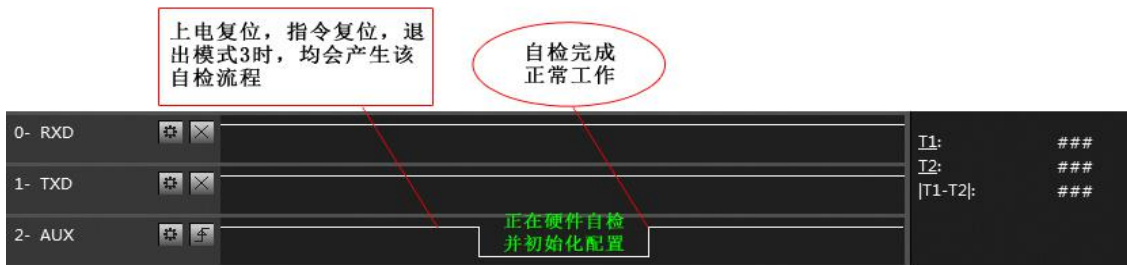 上电复位，指令复位，退
出模式3时，均会产生该
自检流程
自检完成
正常工作
0- RXD
1- TXD
2- AUX
正在硬件自检
并初始化配置
T1: ###
T2: ###
|T1-T2|: ###